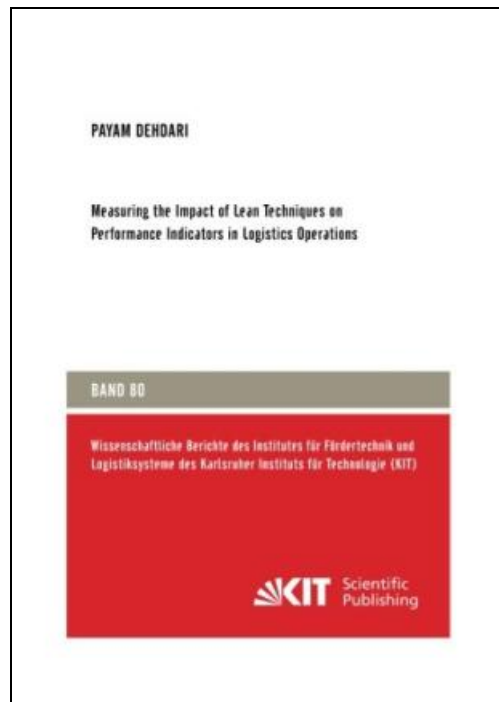 PAYAM DEHDARI
Measuring the Impact of Lean Techniques on
Performance Indicators in Logistics Operations
BAND 80
Wissenschaftliche Berichte des Institutes für Fördertechnik und
Logistiksysteme des Karlsruher Instituts für Technologie (KIT)
KIT Scientific
Publishing